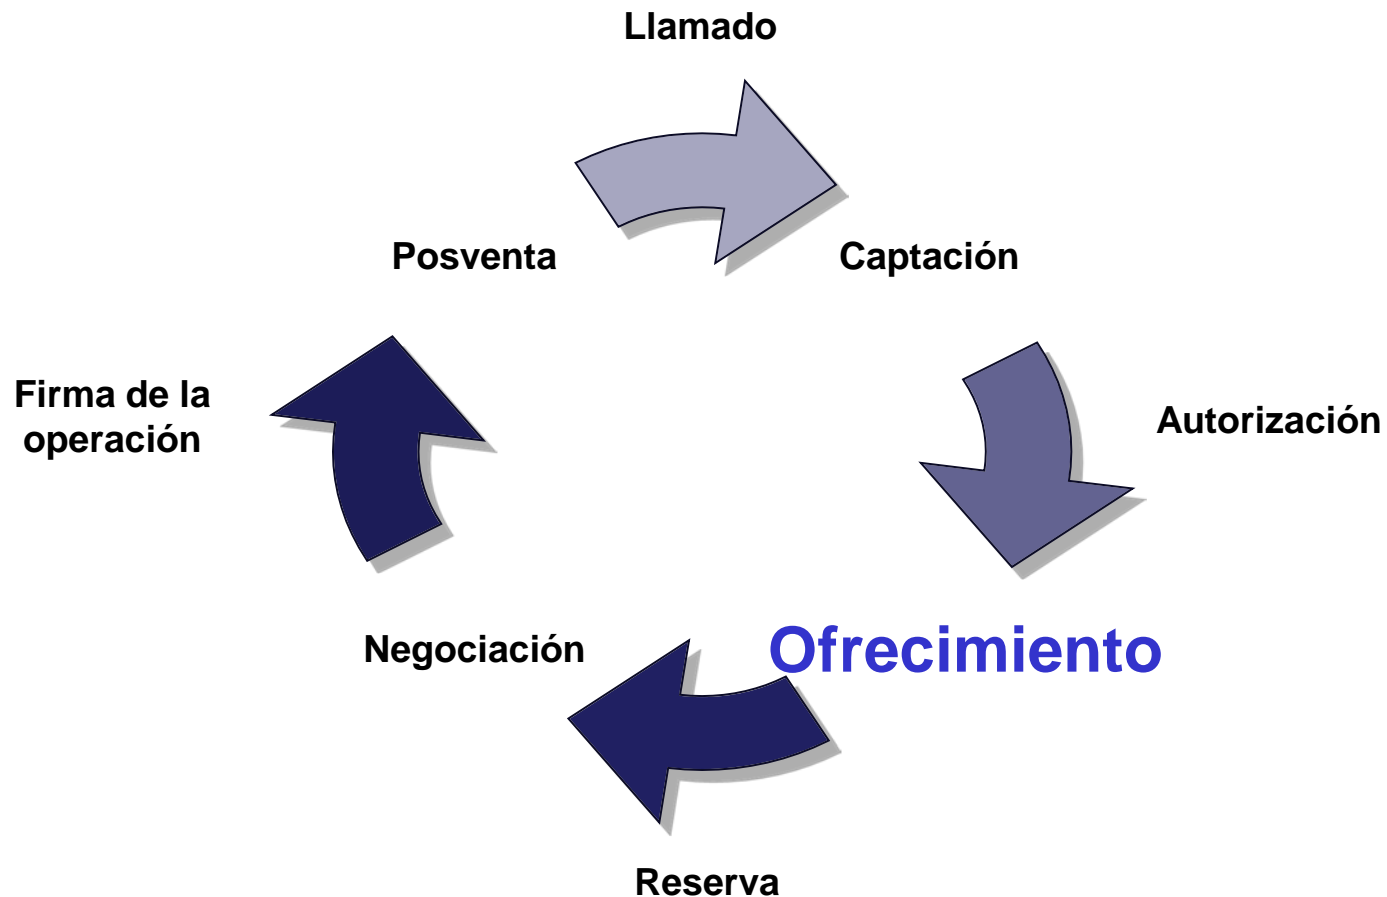 Llamado
Posventa
Captación
Firma de la
operación
Autorización
Ofrecimiento
Negociación
Reserva